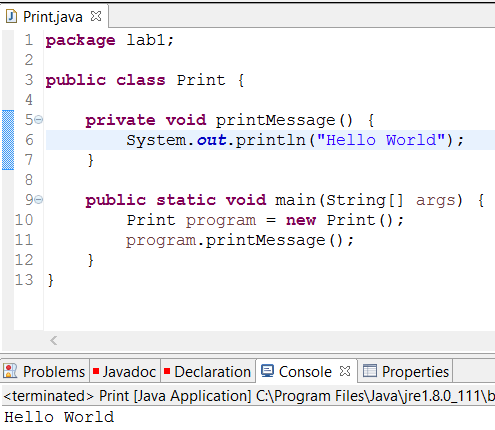 Print.java
1 package lab1;
2
3 public class Print {
4
5 private void printMessage() {
6 System.out.println("Hello World");
7 }
8
9 public static void main(String[] args) {
10 Print program = new Print();
11 program.printMessage();
12 }
13 }
Problems Javadoc Declaration Console Properties
<terminated> Print [Java Application] C:\Program Files\Java\jre1.8.0_111\b
Hello World